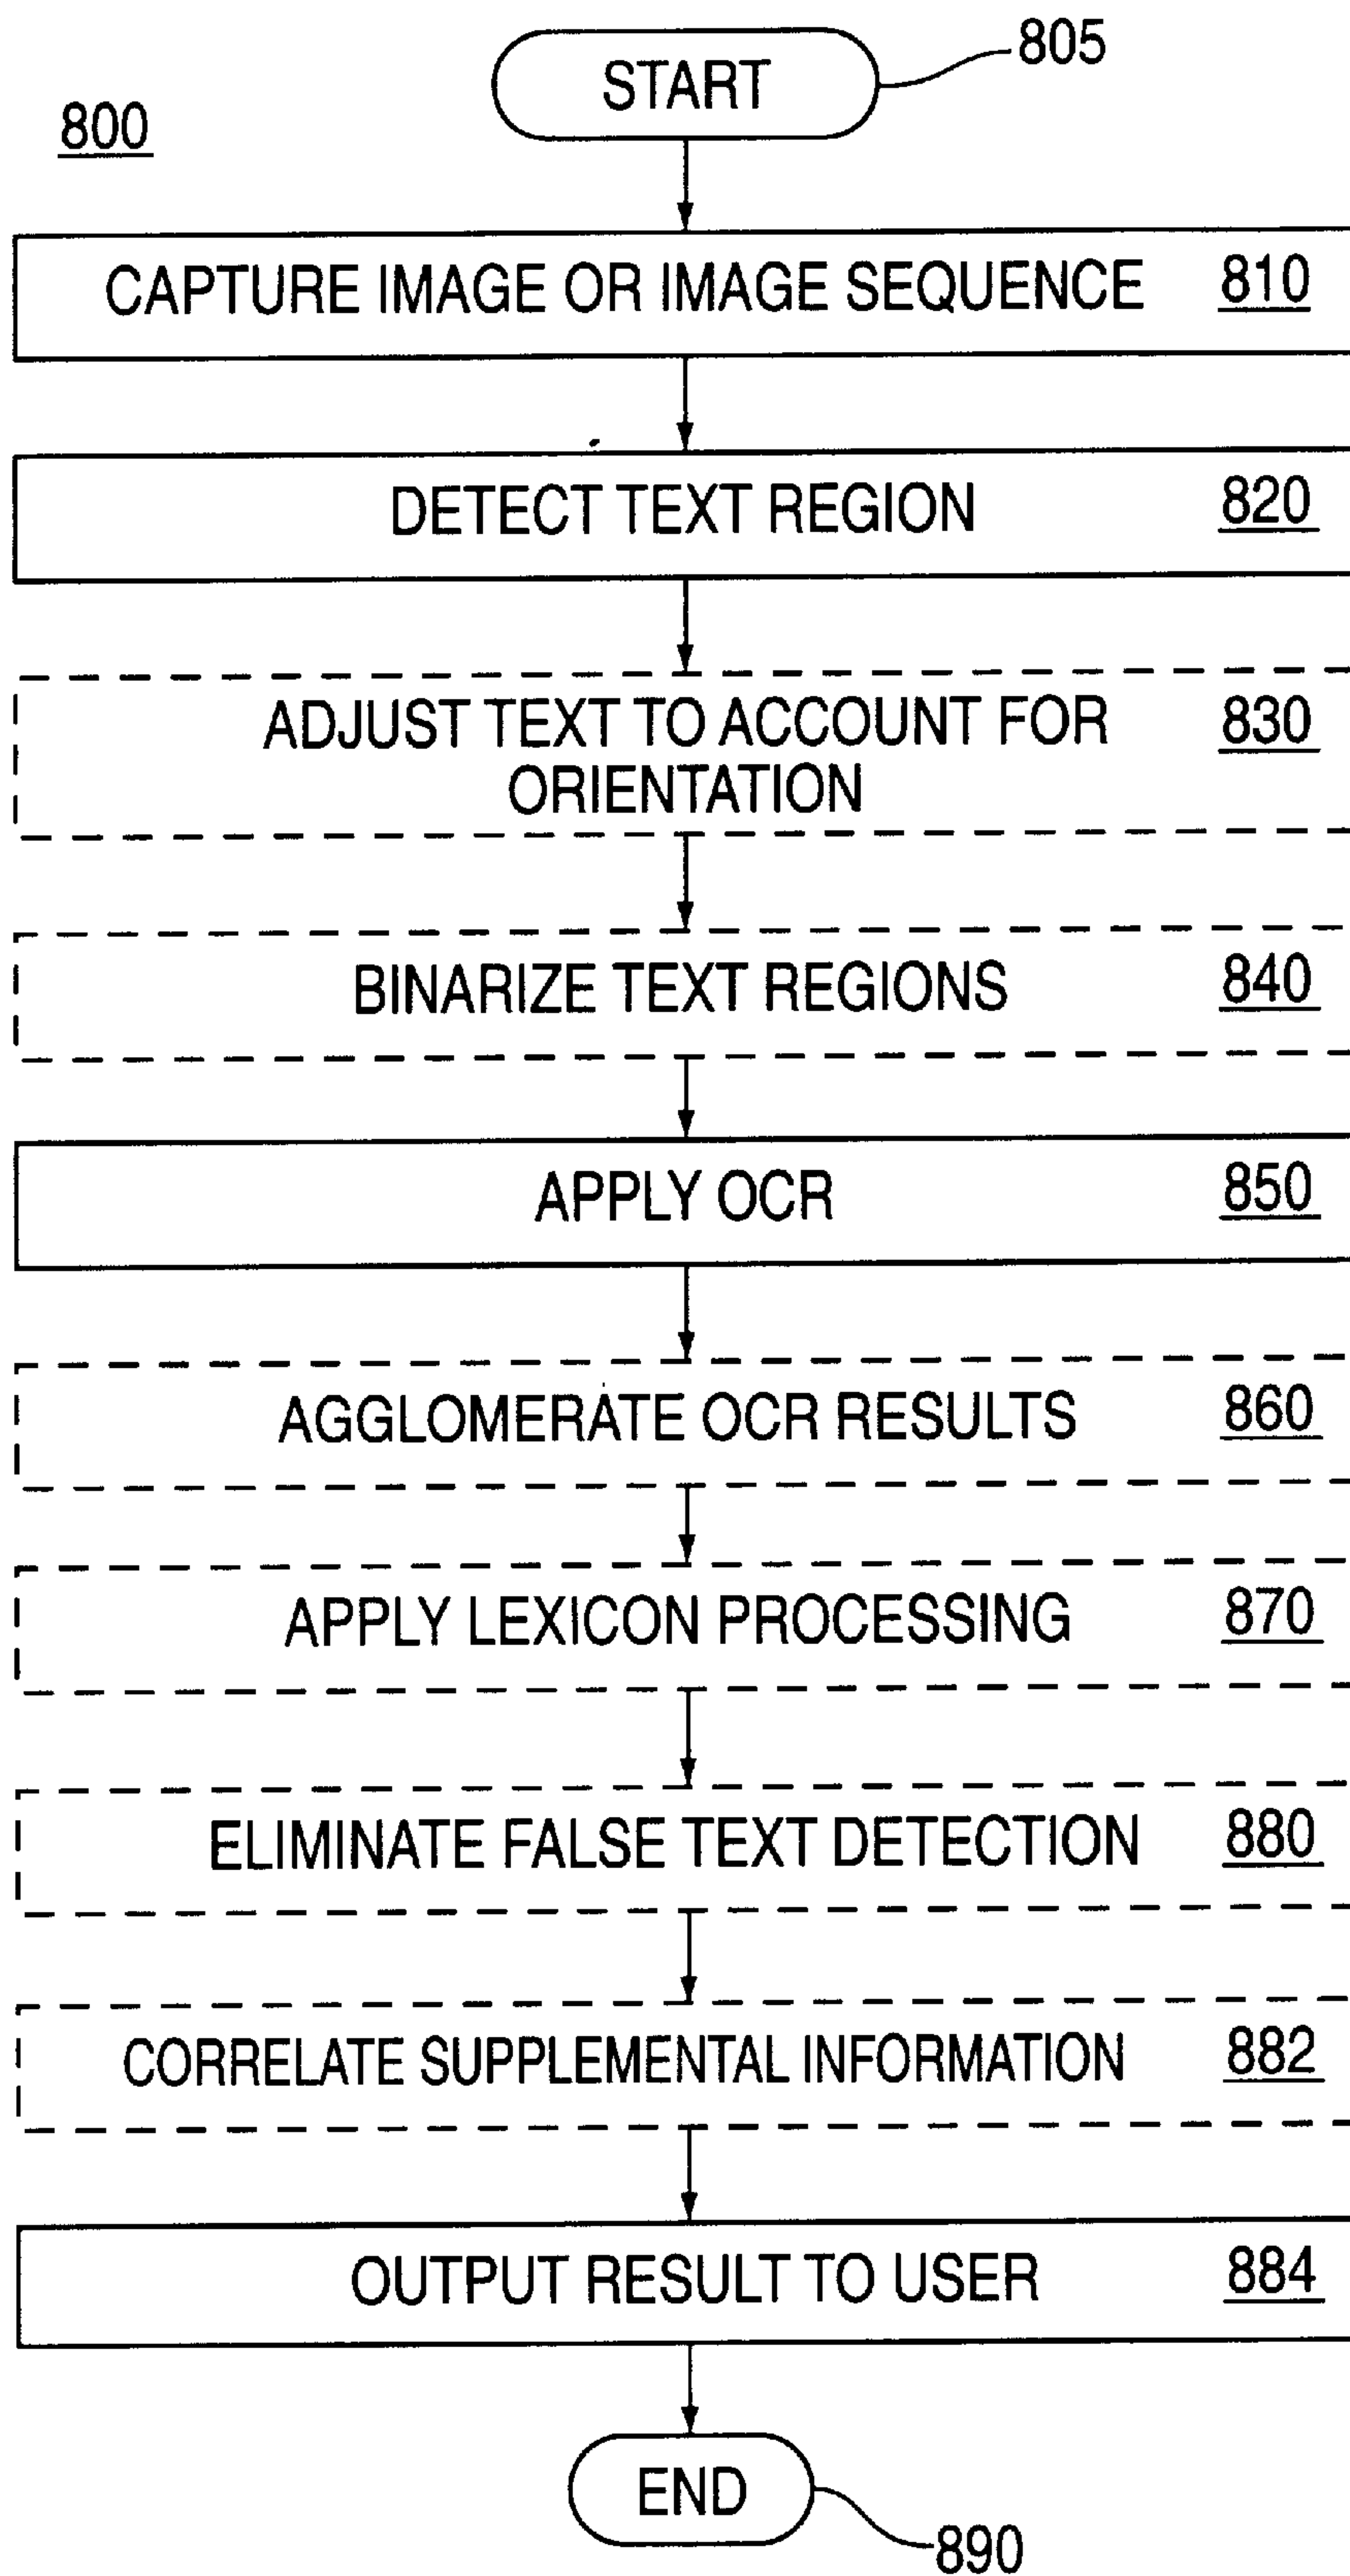 START
805
800
CAPTURE IMAGE OR IMAGE SEQUENCE 810
DETECT TEXT REGION 820
ADJUST TEXT TO ACCOUNT FOR 830
ORIENTATION
BINARIZE TEXT REGIONS 840
APPLY OCR 850
AGGLOMERATE OCR RESULTS 860
APPLY LEXICON PROCESSING 870
ELIMINATE FALSE TEXT DETECTION 880
CORRELATE SUPPLEMENTAL INFORMATION 882
OUTPUT RESULT TO USER 884
END
890